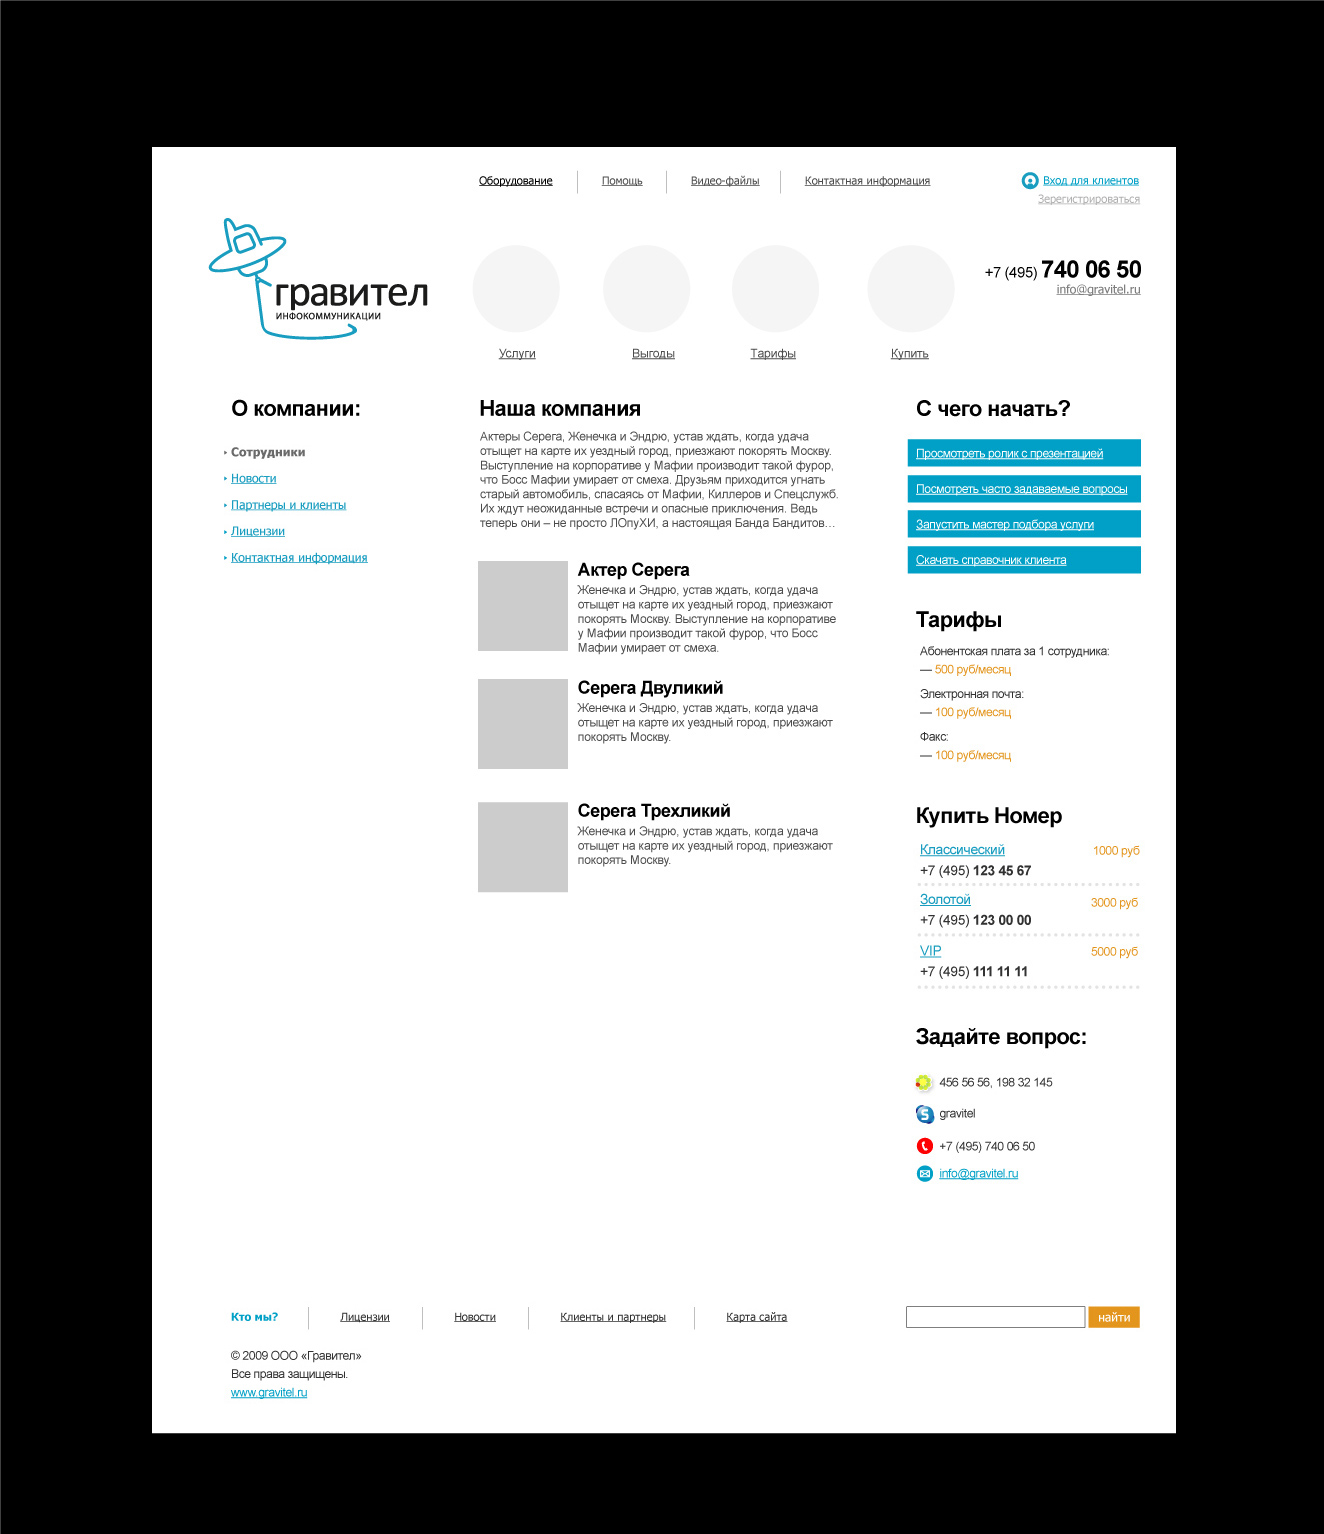 Оборудование
Помощь
Видео-файлы
Контактная информация
Вход для клиентов
Зарегистрироваться
гравител
ИНФОКОММУНИКАЦИИ
+7 (495) 740 06 50
info@gravitel.ru
Услуги
Выгоды
Тарифы
Купить
О компании:
Сотрудники
Новости
Партнеры и клиенты
Лицензии
Контактная информация
Наша компания
Актеры Серега, Женечка и Эндрю, устав ждать, когда удача
отыщет на карте их уездный город, приезжают покорять Москву.
Выступление на корпоративе у Мафии производит такой фурор,
что Босс Мафии умирает от смеха. Друзьям приходится угнать
старый автомобиль, спасаясь от Мафии, Киллеров и Спецслужб.
Их ждут неожиданные встречи и опасные приключения. Ведь
теперь они – не просто ЛОпуХИ, а настоящая Банда Бандитов...
Актер Серега
Женечка и Эндрю, устав ждать, когда удача
отыщет на карте их уездный город, приезжают
покорять Москву. Выступление на корпоративе
у Мафии производит такой фурор, что Босс
Мафии умирает от смеха.
Серега Двуликий
Женечка и Эндрю, устав ждать, когда удача
отыщет на карте их уездный город, приезжают
покорять Москву.
Серега Трехликий
Женечка и Эндрю, устав ждать, когда удача
отыщет на карте их уездный город, приезжают
покорять Москву.
С чего начать?
Просмотреть ролик с презентацией
Посмотреть часто задаваемые вопросы
Запустить мастер подбора услуги
Скачать справочник клиента
Тарифы
Абонентская плата за 1 сотрудника:
— 500 руб/месяц
Электронная почта:
— 100 руб/месяц
Факс:
— 100 руб/месяц
Купить Номер
Классический 1000 руб
+7 (495) 123 45 67
Золотой 3000 руб
+7 (495) 123 00 00
VIP 5000 руб
+7 (495) 111 11 11
Задайте вопрос:
456 56 56, 198 32 145
gravitel
+7 (495) 740 06 50
info@gravitel.ru
Кто мы?
Лицензии
Новости
Клиенты и партнеры
Карта сайта
найти
© 2009 ООО «Гравител»
Все права защищены.
www.gravitel.ru